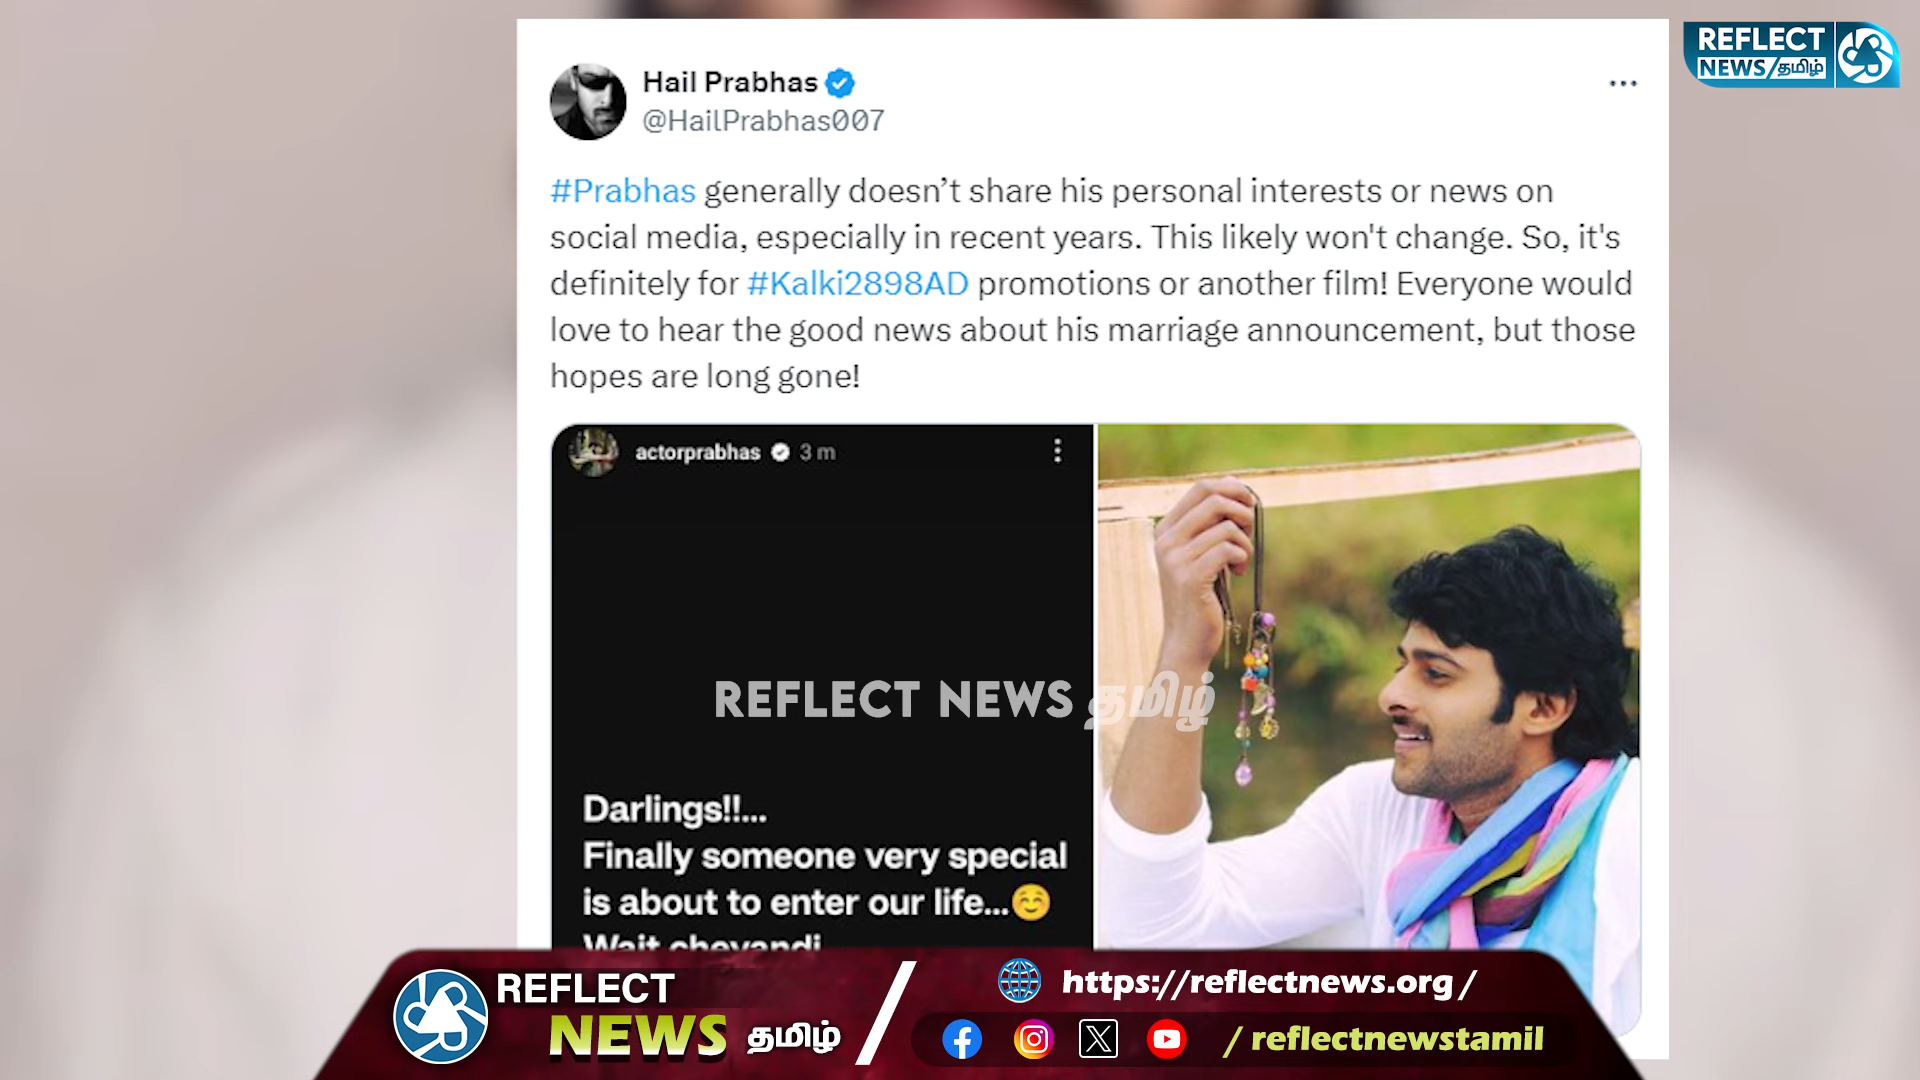 REFLECT
NEWS/தமிழ்
Hail Prabhas
@HailPrabhas007
#Prabhas generally doesn’t share his personal interests or news on
social media, especially in recent years. This likely won't change. So, it's
definitely for #Kalki2898AD promotions or another film! Everyone would
love to hear the good news about his marriage announcement, but those
hopes are long gone!
actorprabhas 3 m
REFLECT NEWS தமிழ்
Darlings!!...
Finally someone very special
is about to enter our life...😊
Wait cheyandi
REFLECT
NEWS தமிழ்
https://reflectnews.org/
/reflectnewstamil